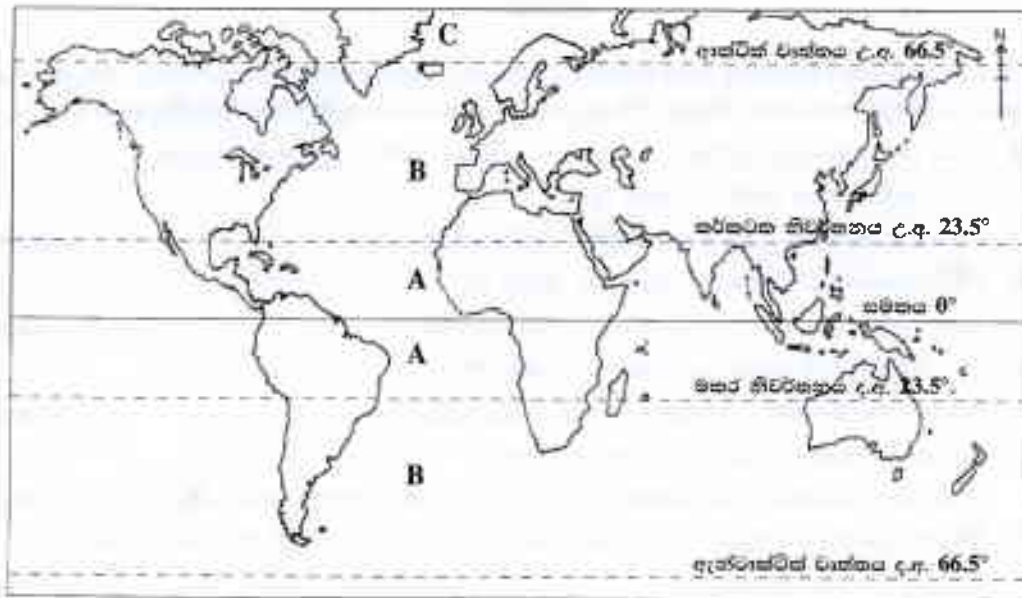 C
N
ආක්ටික් වෘත්තය උ.අ. 66.5°
B
කර්කටක නිවර්තනය උ.අ. 23.5°
A
සමකය 0°
A
මකර නිවර්තනය ද.අ. 23.5°.
B
ඇන්ටාක්ටික් වෘත්තය ද.අ. 66.5°